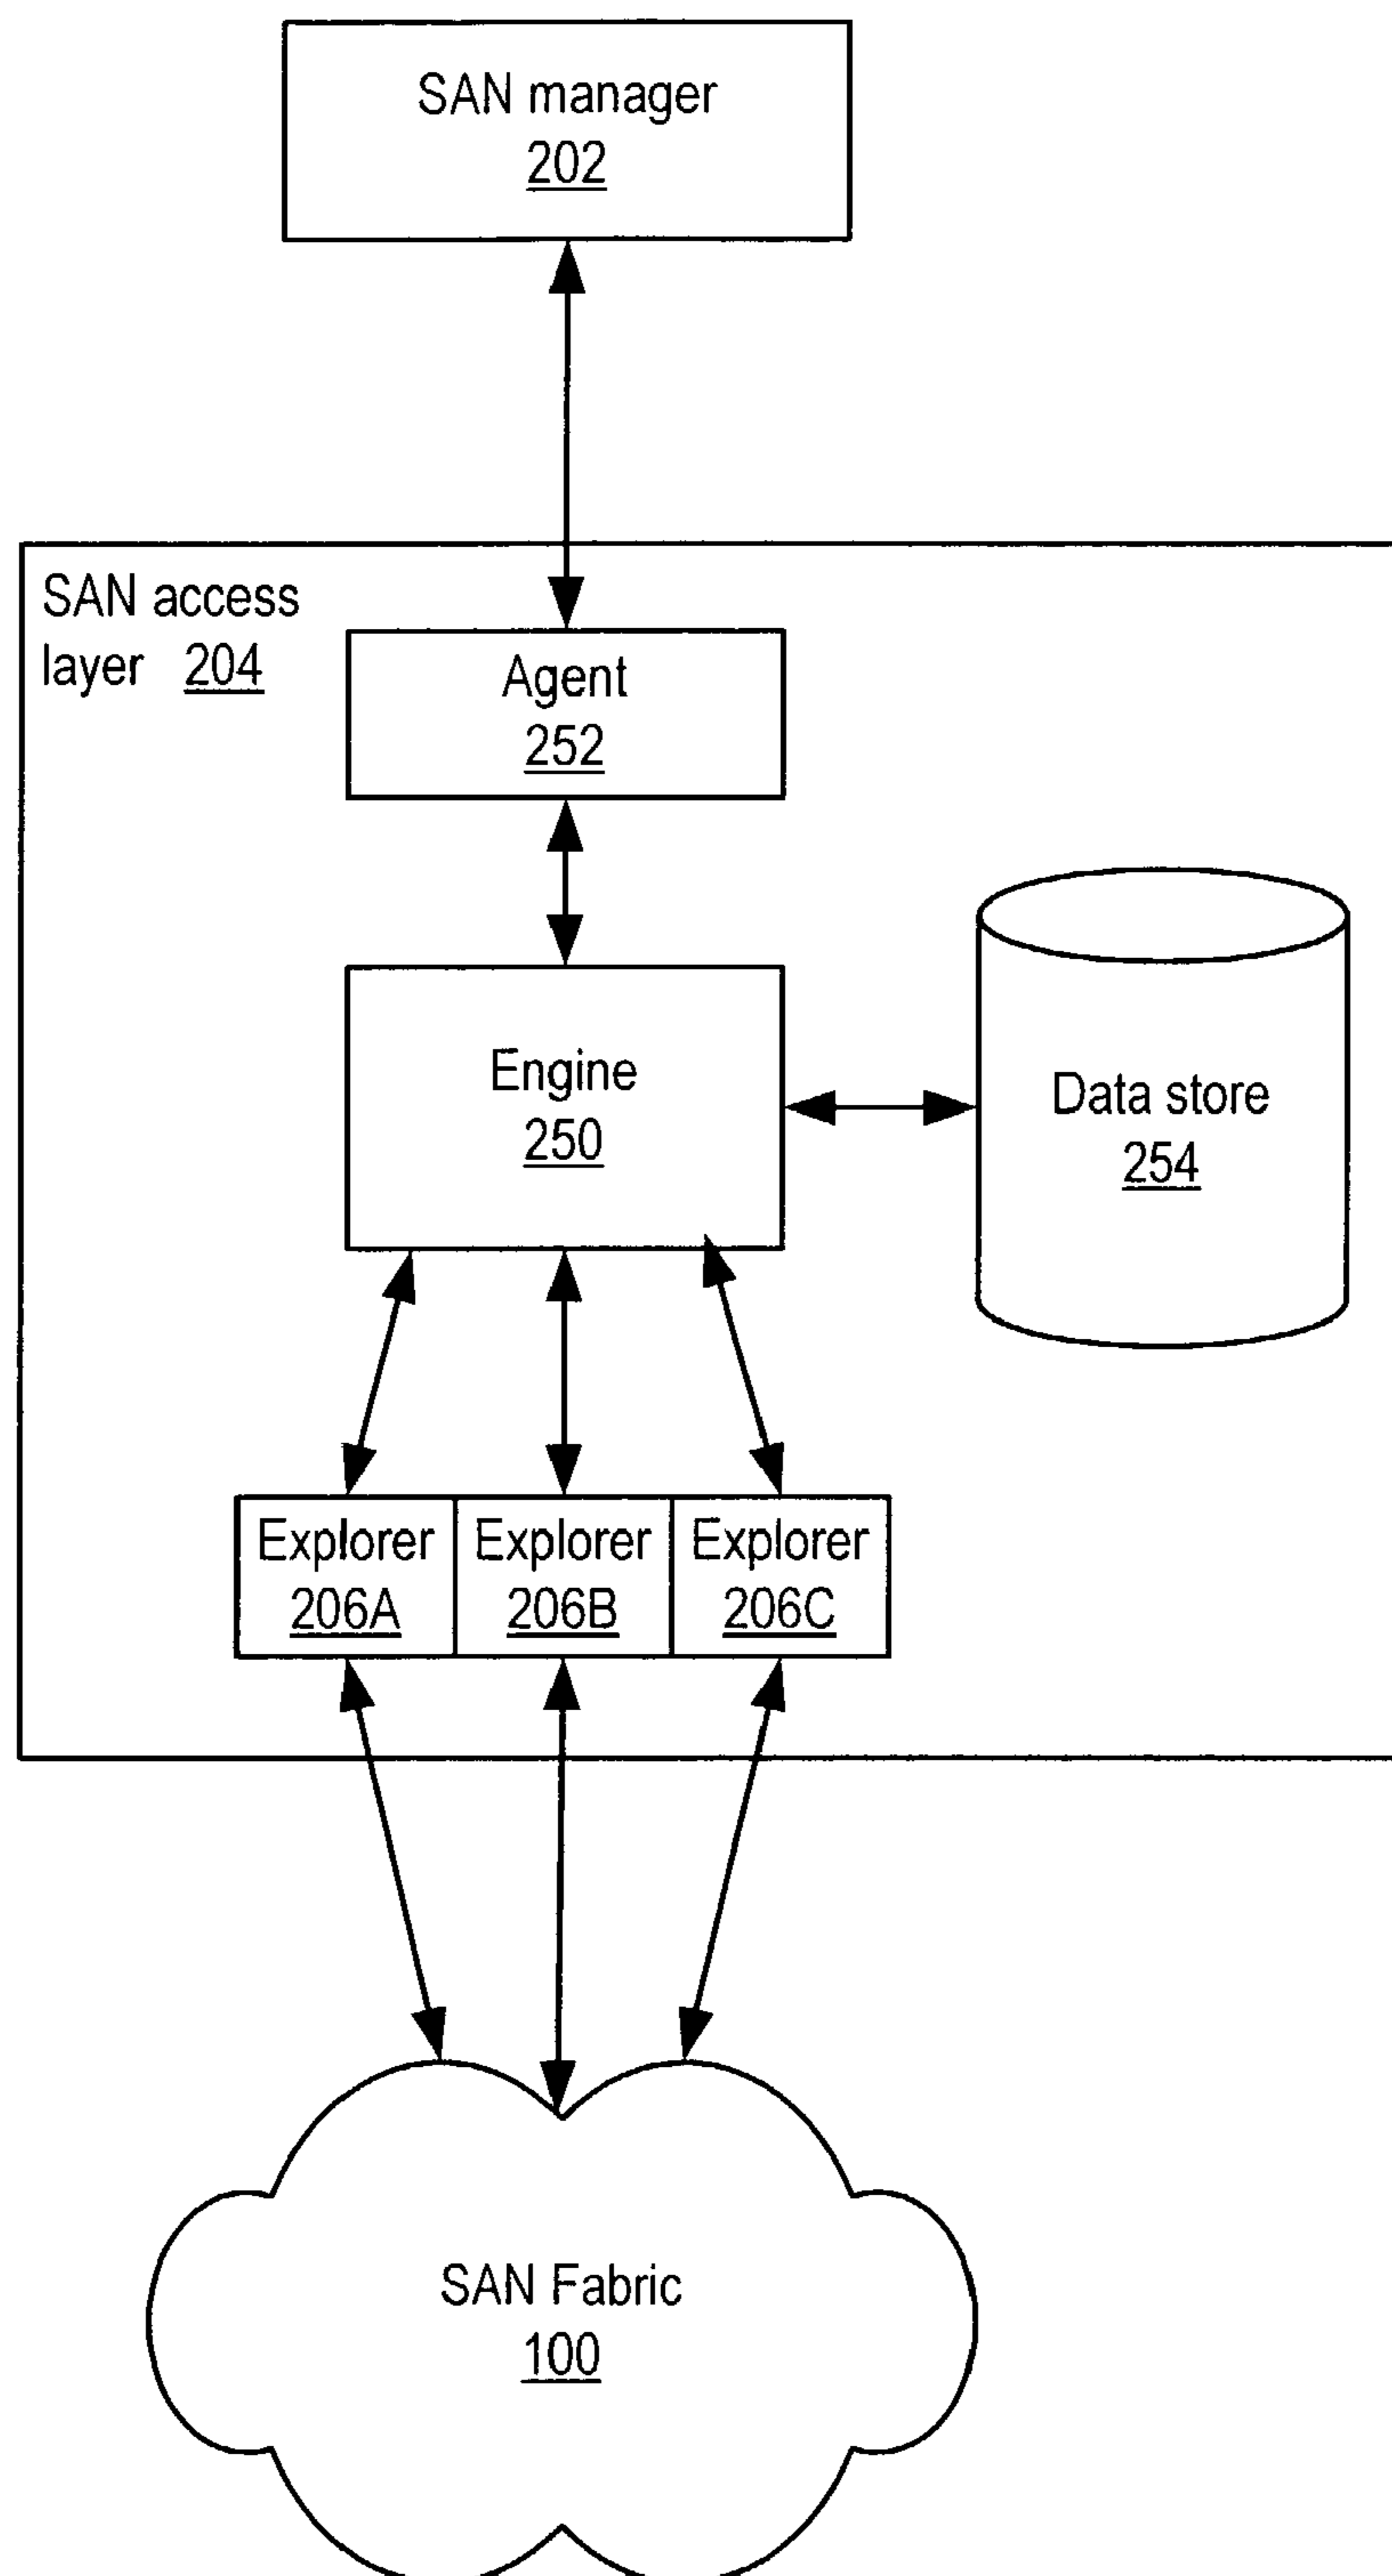 SAN manager
202
SAN access
layer 204
Agent
252
Engine
250
Data store
254
Explorer
206A
Explorer
206B
Explorer
206C
SAN Fabric
100